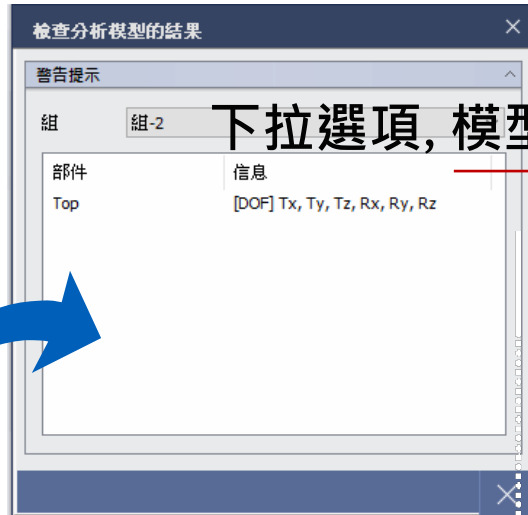 檢查分析模型的結果
警告提示
組
組-2
下拉選項, 模型
部件
信息
Top
[DOF] Tx, Ty, Tz, Rx, Ry, Rz